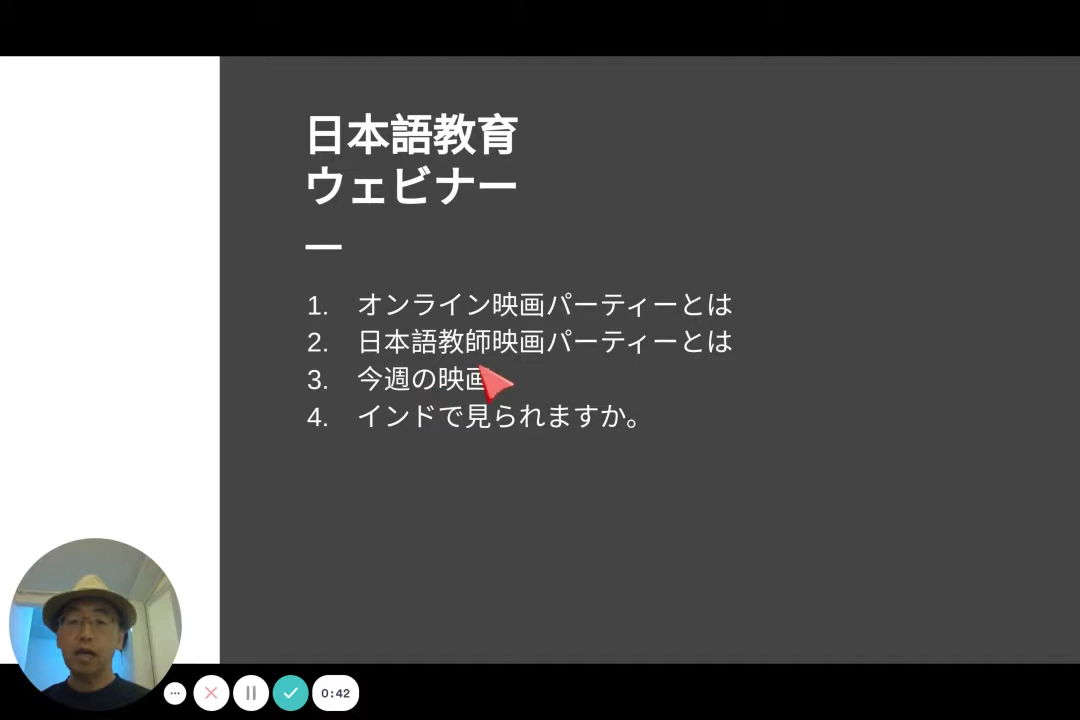 日本語教育
ウェビナー
1. オンライン映画パーティーとは
2. 日本語教師映画パーティーとは
3. 今週の映画
4. インドで見られますか。
0:42